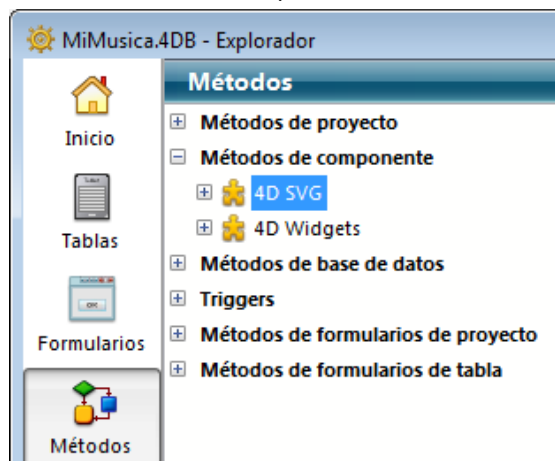 MiMusica.4DB - Explorador
Inicio
Tablas
Formularios
Métodos
Métodos
Métodos de proyecto
Métodos de componente
4D SVG
4D Widgets
Métodos de base de datos
Triggers
Métodos de formularios de proyecto
Métodos de formularios de tabla